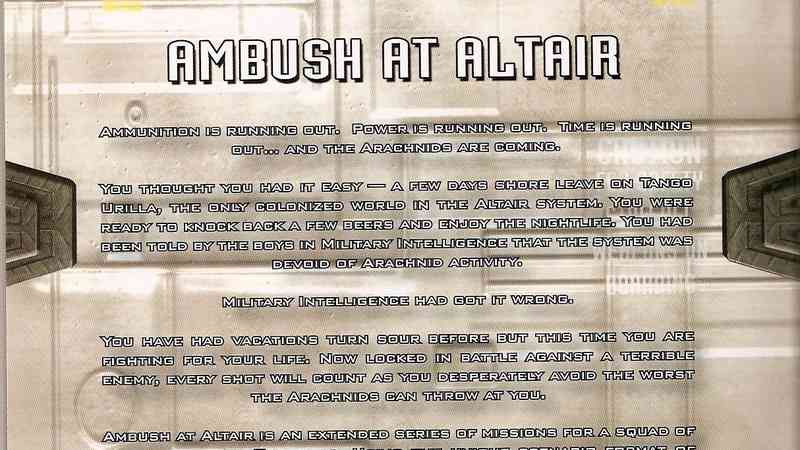 AMBUSH AT ALTAIR
AMMUNITION IS RUNNING OUT. POWER IS RUNNING OUT. TIME IS RUNNING
OUT... AND THE ARACHNIDS ARE COMING.
YOU THOUGHT YOU HAD IT EASY — A FEW DAYS SHORE LEAVE ON TANGO
URILLA, THE ONLY COLONIZED WORLD IN THE ALTAIR SYSTEM. YOU WERE
READY TO KNOCK BACK A FEW BEERS AND ENJOY THE NIGHTLIFE. YOU HAD
BEEN TOLD BY THE BOYS IN MILITARY INTELLIGENCE THAT THE SYSTEM WAS
DEVOID OF ARACHNID ACTIVITY.
MILITARY INTELLIGENCE HAD GOT IT WRONG.
YOU HAVE HAD VACATIONS TURN SOUR BEFORE BUT THIS TIME YOU ARE
FIGHTING FOR YOUR LIFE. NOW LOCKED IN BATTLE AGAINST A TERRIBLE
ENEMY, EVERY SHOT WILL COUNT AS YOU DESPERATELY AVOID THE WORST
THE ARACHNIDS CAN THROW AT YOU.
AMBUSH AT ALTAIR IS AN EXTENDED SERIES OF MISSIONS FOR A SQUAD OF